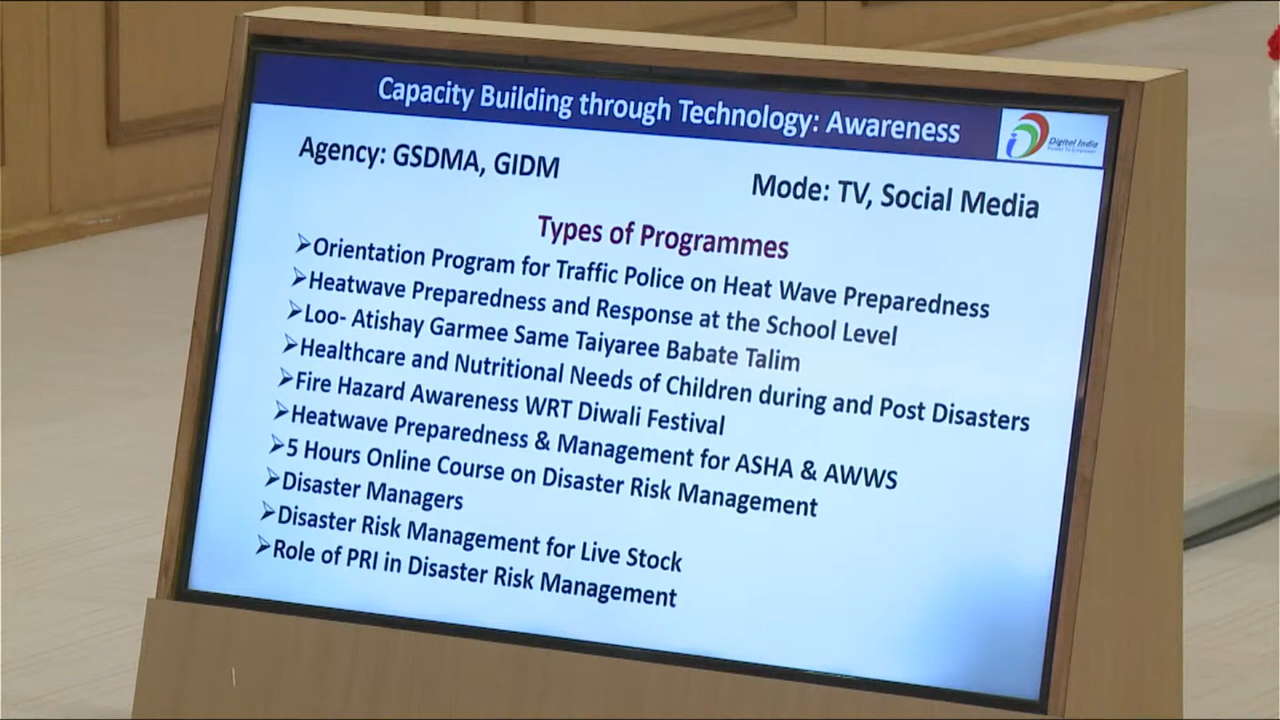 Capacity Building through Technology: Awareness
Digital India
Power To Empower
Agency: GSDMA, GIDM
Mode: TV, Social Media
Types of Programmes
➢Orientation Program for Traffic Police on Heat Wave Preparedness
➢Heatwave Preparedness and Response at the School Level
➢Loo- Atishay Garmee Same Taiyaree Babate Talim
➢Healthcare and Nutritional Needs of Children during and Post Disasters
➢Fire Hazard Awareness WRT Diwali Festival
➢Heatwave Preparedness & Management for ASHA & AWWS
➢5 Hours Online Course on Disaster Risk Management
➢Disaster Managers
➢Disaster Risk Management for Live Stock
➢Role of PRI in Disaster Risk Management